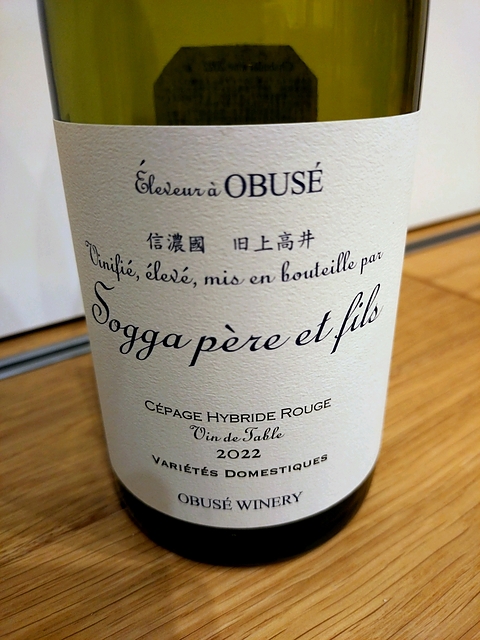 Éleveur à OBUSÉ
信濃國 旧上高井
Vinifié, élevé, mis en bouteille par
Sogga père et fils
CÉPAGE HYBRIDE ROUGE
Vin de Table
2022
VARIÉTÉS DOMESTIQUES
OBUSÉ WINERY